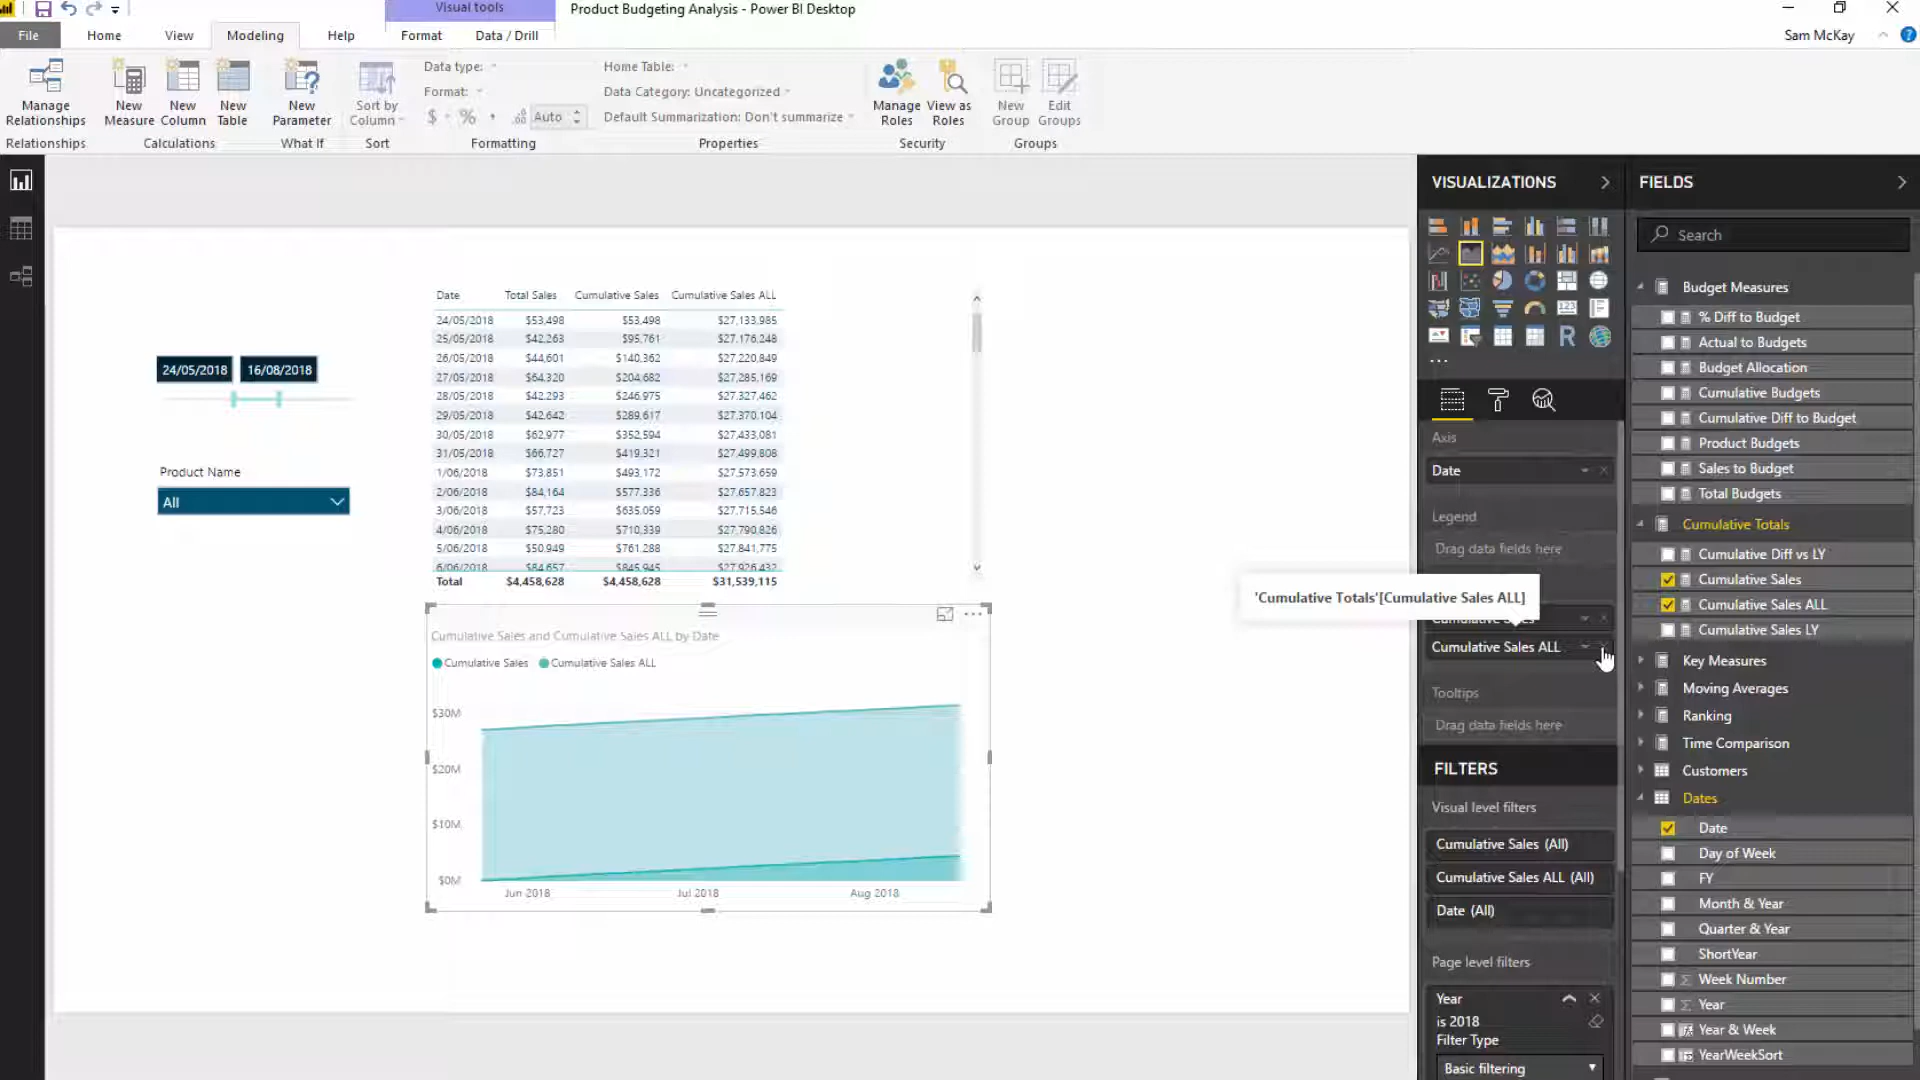 Visual tools
Product Budgeting Analysis - Power BI Desktop
File
Home
View
Modeling
Help
Format
Data / Drill
Sam McKay
Manage Relationships
New Measure
New Column
New Table
New Parameter
Sort by Column
Data type:
Format:
$ % , Auto
Home Table:
Data Category: Uncategorized
Default Summarization: Don't summarize
Manage Roles
View as Roles
New Group
Edit Groups
Relationships
Calculations
What If
Sort
Formatting
Properties
Security
Groups
24/05/2018 16/08/2018
Product Name
All
Date Total Sales Cumulative Sales Cumulative Sales ALL
24/05/2018 $53,498 $53,498 $27,133,985
25/05/2018 $42,263 $95,761 $27,176,248
26/05/2018 $44,601 $140,362 $27,220,849
27/05/2018 $64,320 $204,682 $27,285,169
28/05/2018 $42,293 $246,975 $27,327,462
29/05/2018 $42,642 $289,617 $27,370,104
30/05/2018 $62,977 $352,594 $27,433,081
31/05/2018 $66,727 $419,321 $27,499,808
1/06/2018 $73,851 $493,172 $27,573,659
2/06/2018 $84,164 $577,336 $27,657,823
3/06/2018 $57,723 $635,059 $27,715,546
4/06/2018 $75,280 $710,339 $27,790,826
5/06/2018 $50,949 $761,288 $27,841,775
6/06/2018 $84,657 $845,945 $27,926,432
Total $4,458,628 $4,458,628 $31,539,115
Cumulative Sales and Cumulative Sales ALL by Date
Cumulative Sales Cumulative Sales ALL
$30M
$20M
$10M
$0M
Jun 2018 Jul 2018 Aug 2018
VISUALIZATIONS
Axis
Date
Legend
Drag data fields here
'Cumulative Totals'[Cumulative Sales ALL]
Cumulative Sales
Cumulative Sales ALL
Tooltips
Drag data fields here
FILTERS
Visual level filters
Cumulative Sales (All)
Cumulative Sales ALL (All)
Date (All)
Page level filters
Year
is 2018
Filter Type
Basic filtering
FIELDS
Search
Budget Measures
% Diff to Budget
Actual to Budgets
Budget Allocation
Cumulative Budgets
Cumulative Diff to Budget
Product Budgets
Sales to Budget
Total Budgets
Cumulative Totals
Cumulative Diff vs LY
Cumulative Sales
Cumulative Sales ALL
Cumulative Sales LY
Key Measures
Moving Averages
Ranking
Time Comparison
Customers
Dates
Date
Day of Week
FY
Month & Year
Quarter & Year
ShortYear
Week Number
Year
Year & Week
YearWeekSort